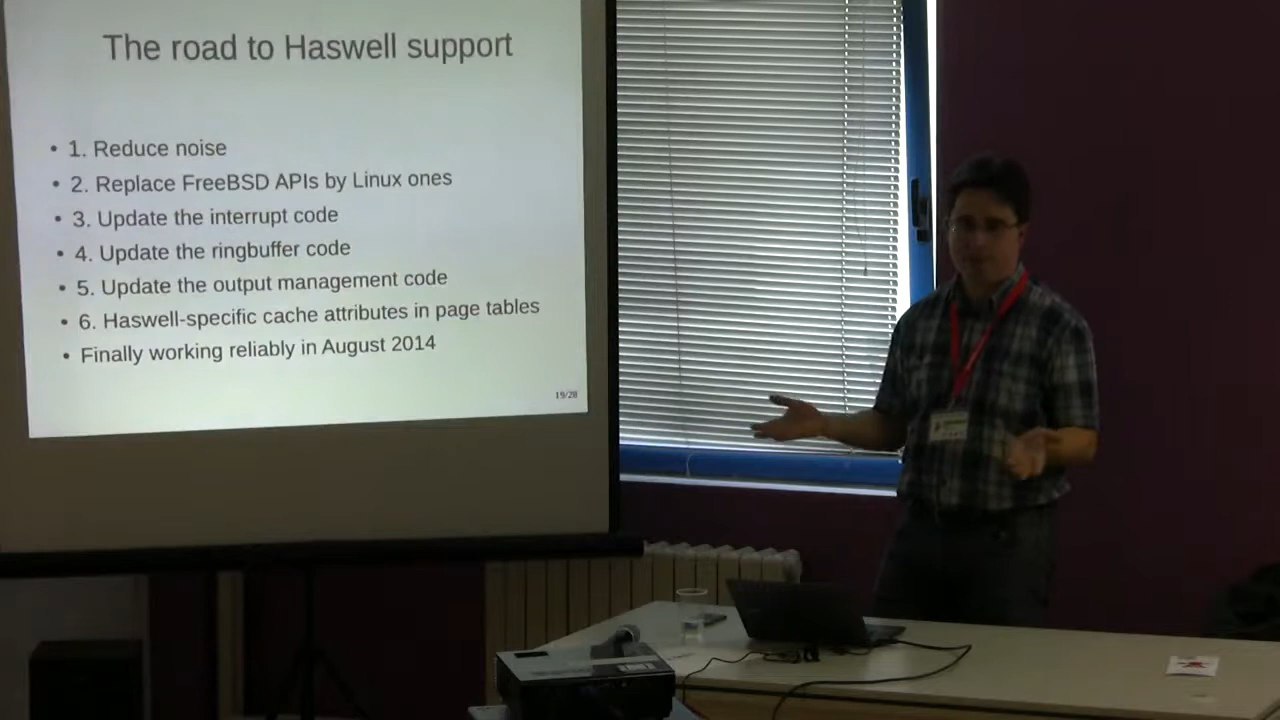 The road to Haswell support
• 1. Reduce noise
• 2. Replace FreeBSD APIs by Linux ones
• 3. Update the interrupt code
• 4. Update the ringbuffer code
• 5. Update the output management code
• 6. Haswell-specific cache attributes in page tables
• Finally working reliably in August 2014
19/28